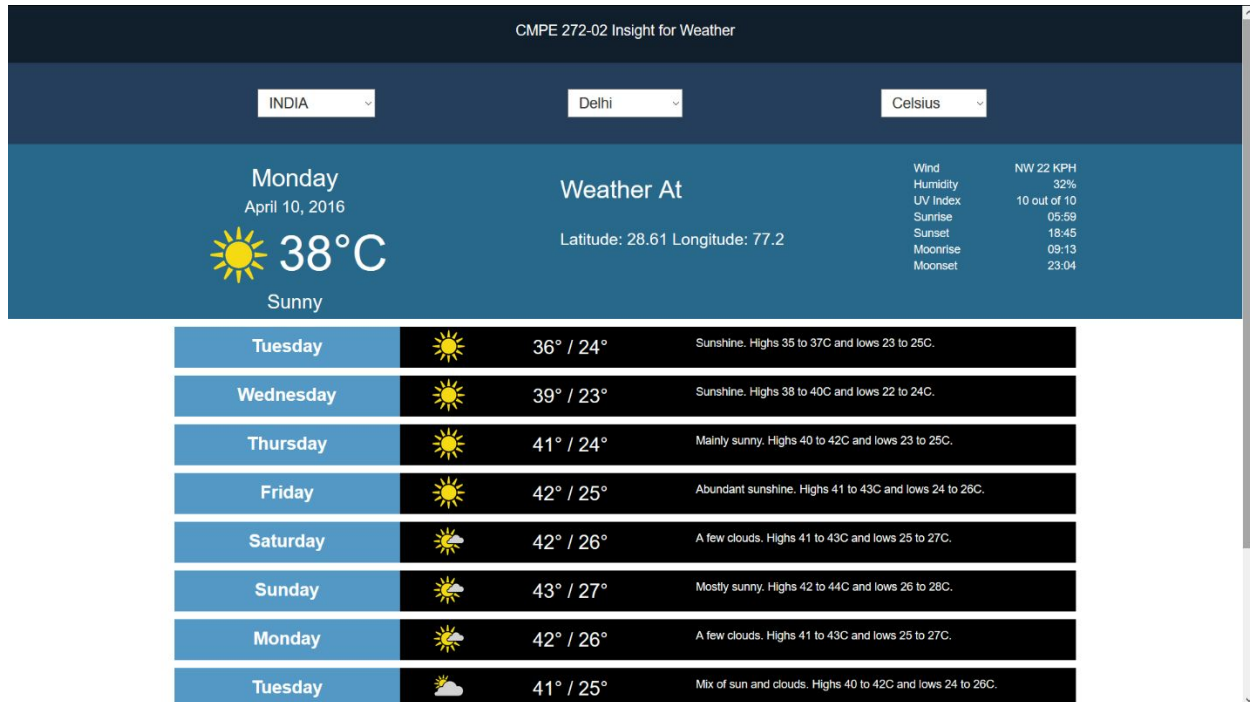 CMPE 272-02 Insight for Weather
INDIA Delhi Celsius
Monday
April 10, 2016
38°C
Sunny
Weather At
Latitude: 28.61 Longitude: 77.2
Wind NW 22 KPH
Humidity 32%
UV Index 10 out of 10
Sunrise 05:59
Sunset 18:45
Moonrise 09:13
Moonset 23:04
Tuesday 36° / 24° Sunshine. Highs 35 to 37C and lows 23 to 25C.
Wednesday 39° / 23° Sunshine. Highs 38 to 40C and lows 22 to 24C.
Thursday 41° / 24° Mainly sunny. Highs 40 to 42C and lows 23 to 25C.
Friday 42° / 25° Abundant sunshine. Highs 41 to 43C and lows 24 to 26C.
Saturday 42° / 26° A few clouds. Highs 41 to 43C and lows 25 to 27C.
Sunday 43° / 27° Mostly sunny. Highs 42 to 44C and lows 26 to 28C.
Monday 42° / 26° A few clouds. Highs 41 to 43C and lows 25 to 27C.
Tuesday 41° / 25° Mix of sun and clouds. Highs 40 to 42C and lows 24 to 26C.